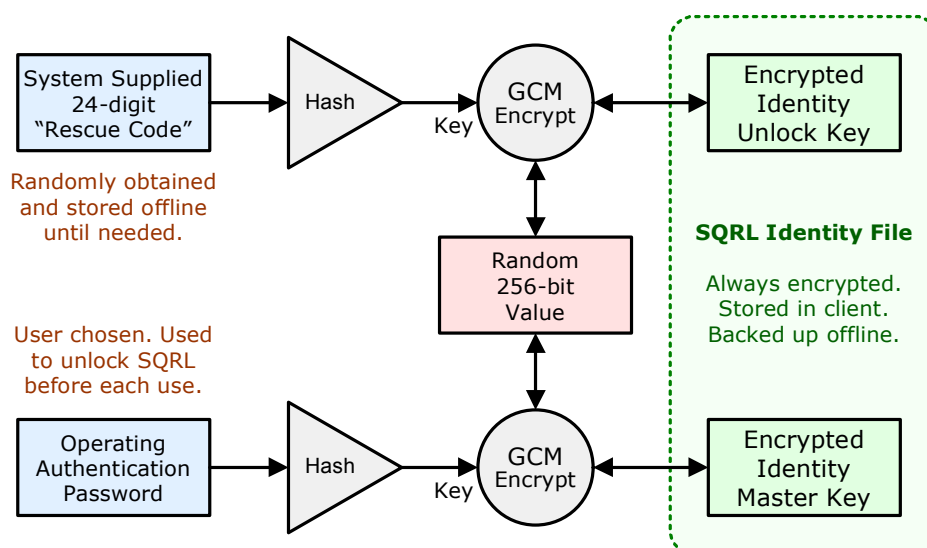 System Supplied
24-digit
“Rescue Code”
Hash
Key
GCM
Encrypt
Encrypted
Identity
Unlock Key
Randomly obtained
and stored offline
until needed.
Random
256-bit
Value
SQRL Identity File
Always encrypted.
Stored in client.
Backed up offline.
User chosen. Used
to unlock SQRL
before each use.
Operating
Authentication
Password
Hash
Key
GCM
Encrypt
Encrypted
Identity
Master Key